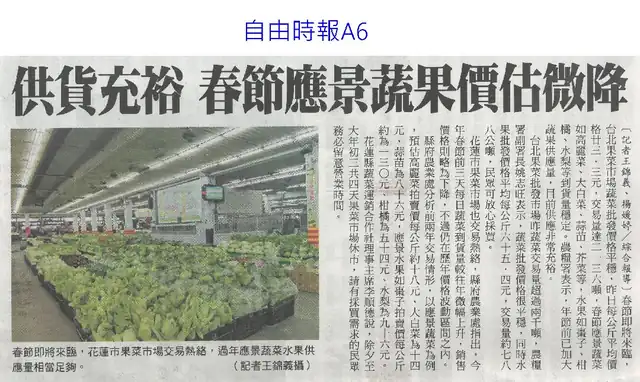 自由時報A6
供貨充裕 春節應景蔬果價估微降
〔記者王錦義、楊媛婷／綜合報導〕春節即將來臨，
台北果菜市場蔬菜批發價格平穩，昨日每公斤平均價
格廿三．三元，交易量達二一三六噸，春節應景蔬菜
如高麗菜、大白菜、蒜苗、芥菜等，水果如棗子、柑
橘、水梨等到貨量穩定。農糧署表示，年節前已加大
蔬果供應量，目前供應非常充裕。
台北果菜批發市場昨蔬菜交易量超過兩千噸，農糧
署副署長姚志旺表示，蔬菜批發價格很平穩，同時水
果批發價格平均每公斤六十五．四元，交易量約七八
八公噸，民眾可放心採買。
花蓮市果菜市場也交易熱絡，縣府農業處指出，今
年春節前三天每日蔬菜到貨量較往年微幅上升，銷售
價格則略為下降，不過仍在歷年價格波動區間之內。
縣府農業處分析前兩年交易情形，以應景蔬菜為例
，預估高麗菜拍賣價每公斤約十八元，大白菜為十四
元，蒜苗為八十六元，應景水果如棗子拍賣價每公斤
約為一三○元，柑橘為五十四元，水梨為九十六元。
花蓮縣蔬菜運銷合作社理事主席李順德說，除夕至
大年初三共四天果菜市場休市，請有採買需求的民眾
務必留意營業時間。
春節即將來臨，花蓮市果菜市場交易熱絡，過年應景蔬菜水果供
應量相當足夠。 （記者王錦義攝）